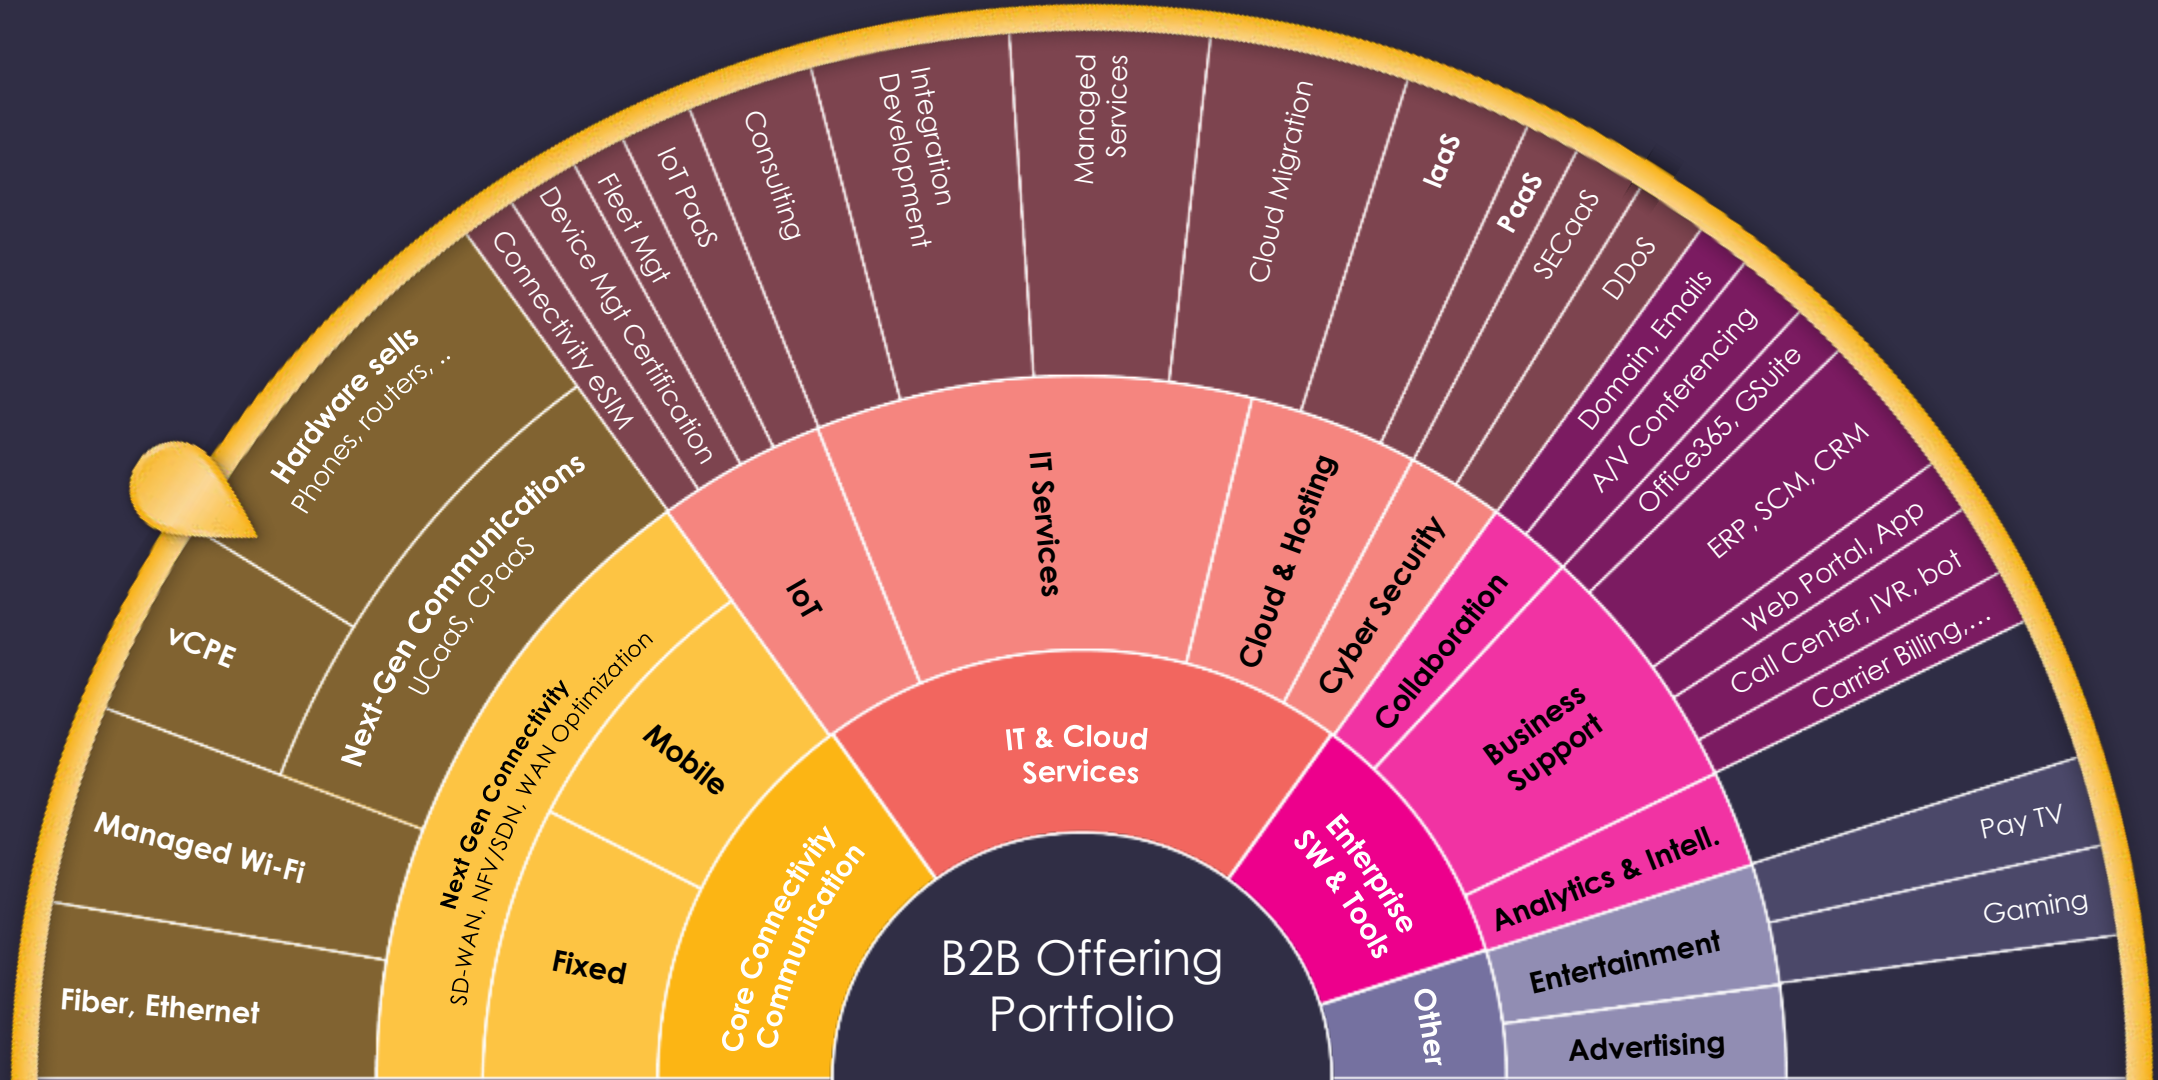 B2B Offering
Portfolio
Core Connectivity
Communication
Fixed
Mobile
Next Gen Connectivity
SD-WAN, NFV/SDN, WAN Optimization
Fiber, Ethernet
Managed Wi-Fi
vCPE
Next-Gen Communications
UCaaS, CPaaS
Hardware sells
Phones, routers, ..
IT & Cloud
Services
IoT
Connectivity eSIM
Device Mgt Certification
Fleet Mgt
IoT PaaS
IT Services
Consulting
Integration
Development
Managed
Services
Cloud & Hosting
Cloud Migration
IaaS
PaaS
Cyber Security
SECaaS
DDoS
Enterprise
SW & Tools
Collaboration
Domain, Emails
A/V Conferencing
Business
Support
Office365, GSuite
ERP, SCM, CRM
Web Portal, App
Call Center, IVR, bot
Carrier Billing,...
Analytics & Intell.
Other
Entertainment
Pay TV
Gaming
Advertising